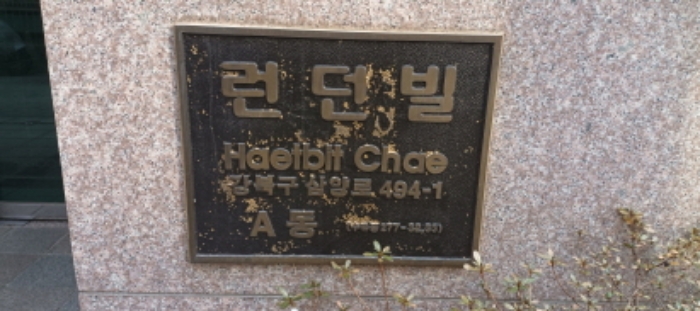 런던빌
Haetbit Chae
강북구 삼양로 494-1
A 동